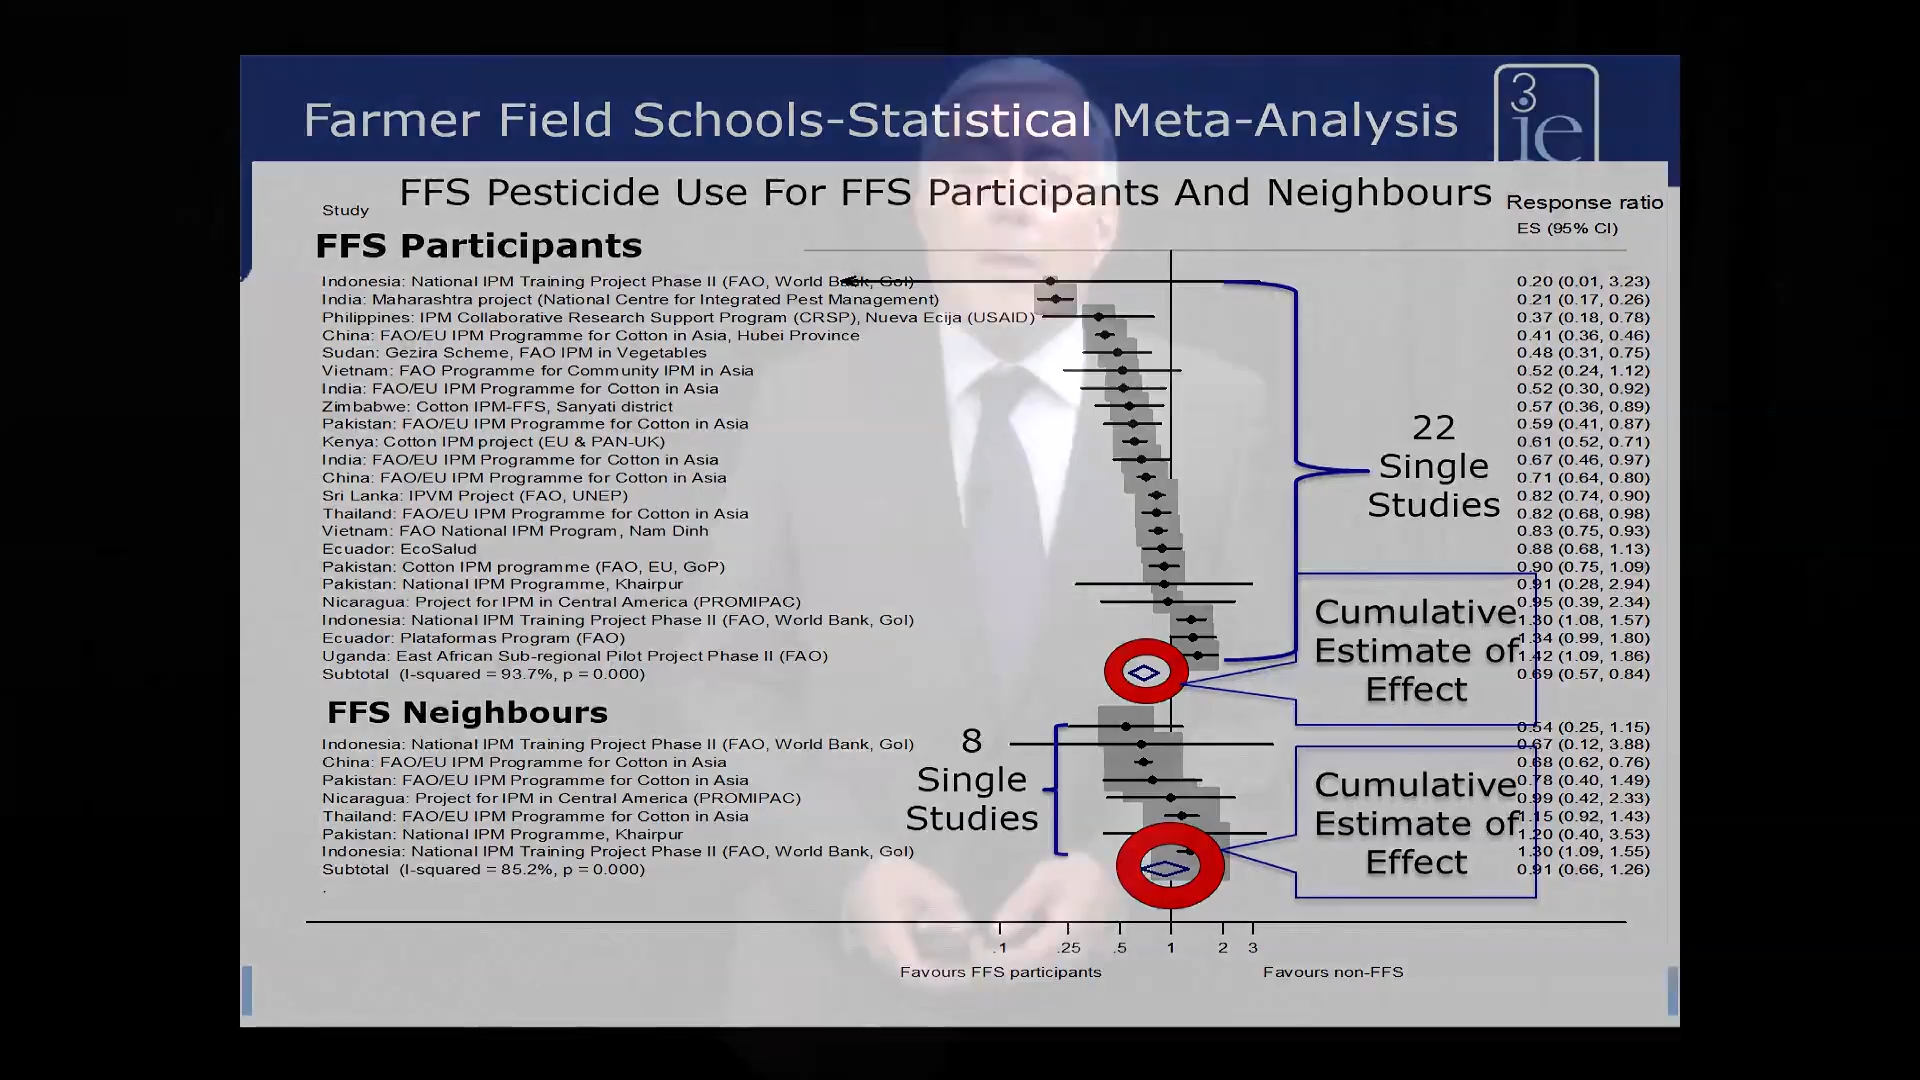 Farmer Field Schools-Statistical Meta-Analysis
3
ie
FFS Pesticide Use For FFS Participants And Neighbours
Study
Response ratio
ES (95% CI)
FFS Participants
Indonesia: National IPM Training Project Phase II (FAO, World Bank, GoI) 0.20 (0.01, 3.23)
India: Maharashtra project (National Centre for Integrated Pest Management) 0.21 (0.17, 0.26)
Philippines: IPM Collaborative Research Support Program (CRSP), Nueva Ecija (USAID) 0.37 (0.18, 0.78)
China: FAO/EU IPM Programme for Cotton in Asia, Hubei Province 0.41 (0.36, 0.46)
Sudan: Gezira Scheme, FAO IPM in Vegetables 0.48 (0.31, 0.75)
Vietnam: FAO Programme for Community IPM in Asia 0.52 (0.24, 1.12)
India: FAO/EU IPM Programme for Cotton in Asia 0.52 (0.30, 0.92)
Zimbabwe: Cotton IPM-FFS, Sanyati district 0.57 (0.36, 0.89)
Pakistan: FAO/EU IPM Programme for Cotton in Asia 0.59 (0.41, 0.87)
Kenya: Cotton IPM project (EU & PAN-UK) 0.61 (0.52, 0.71)
India: FAO/EU IPM Programme for Cotton in Asia 0.67 (0.46, 0.97)
China: FAO/EU IPM Programme for Cotton in Asia 0.71 (0.64, 0.80)
Sri Lanka: IPVM Project (FAO, UNEP) 0.82 (0.74, 0.90)
Thailand: FAO/EU IPM Programme for Cotton in Asia 0.82 (0.68, 0.98)
Vietnam: FAO National IPM Program, Nam Dinh 0.83 (0.75, 0.93)
Ecuador: EcoSalud 0.88 (0.68, 1.13)
Pakistan: Cotton IPM programme (FAO, EU, GoP) 0.90 (0.75, 1.09)
Pakistan: National IPM Programme, Khairpur 0.91 (0.28, 2.94)
Nicaragua: Project for IPM in Central America (PROMIPAC) 0.95 (0.39, 2.34)
Indonesia: National IPM Training Project Phase II (FAO, World Bank, GoI) 1.30 (1.08, 1.57)
Ecuador: Plataformas Program (FAO) 1.34 (0.99, 1.80)
Uganda: East African Sub-regional Pilot Project Phase II (FAO) 1.42 (1.09, 1.86)
Subtotal (I-squared = 93.7%, p = 0.000) 0.69 (0.57, 0.84)
22
Single
Studies
Cumulative
Estimate of
Effect
FFS Neighbours
0.54 (0.25, 1.15)
Indonesia: National IPM Training Project Phase II (FAO, World Bank, GoI) 0.67 (0.12, 3.88)
China: FAO/EU IPM Programme for Cotton in Asia 0.68 (0.62, 0.76)
Pakistan: FAO/EU IPM Programme for Cotton in Asia 0.78 (0.40, 1.49)
Nicaragua: Project for IPM in Central America (PROMIPAC) 0.99 (0.42, 2.33)
Thailand: FAO/EU IPM Programme for Cotton in Asia 1.15 (0.92, 1.43)
Pakistan: National IPM Programme, Khairpur 1.20 (0.40, 3.53)
Indonesia: National IPM Training Project Phase II (FAO, World Bank, GoI) 1.30 (1.09, 1.55)
Subtotal (I-squared = 85.2%, p = 0.000) 0.91 (0.66, 1.26)
.
8
Single
Studies
Cumulative
Estimate of
Effect
.1 .25 .5 1 2 3
Favours FFS participants
Favours non-FFS